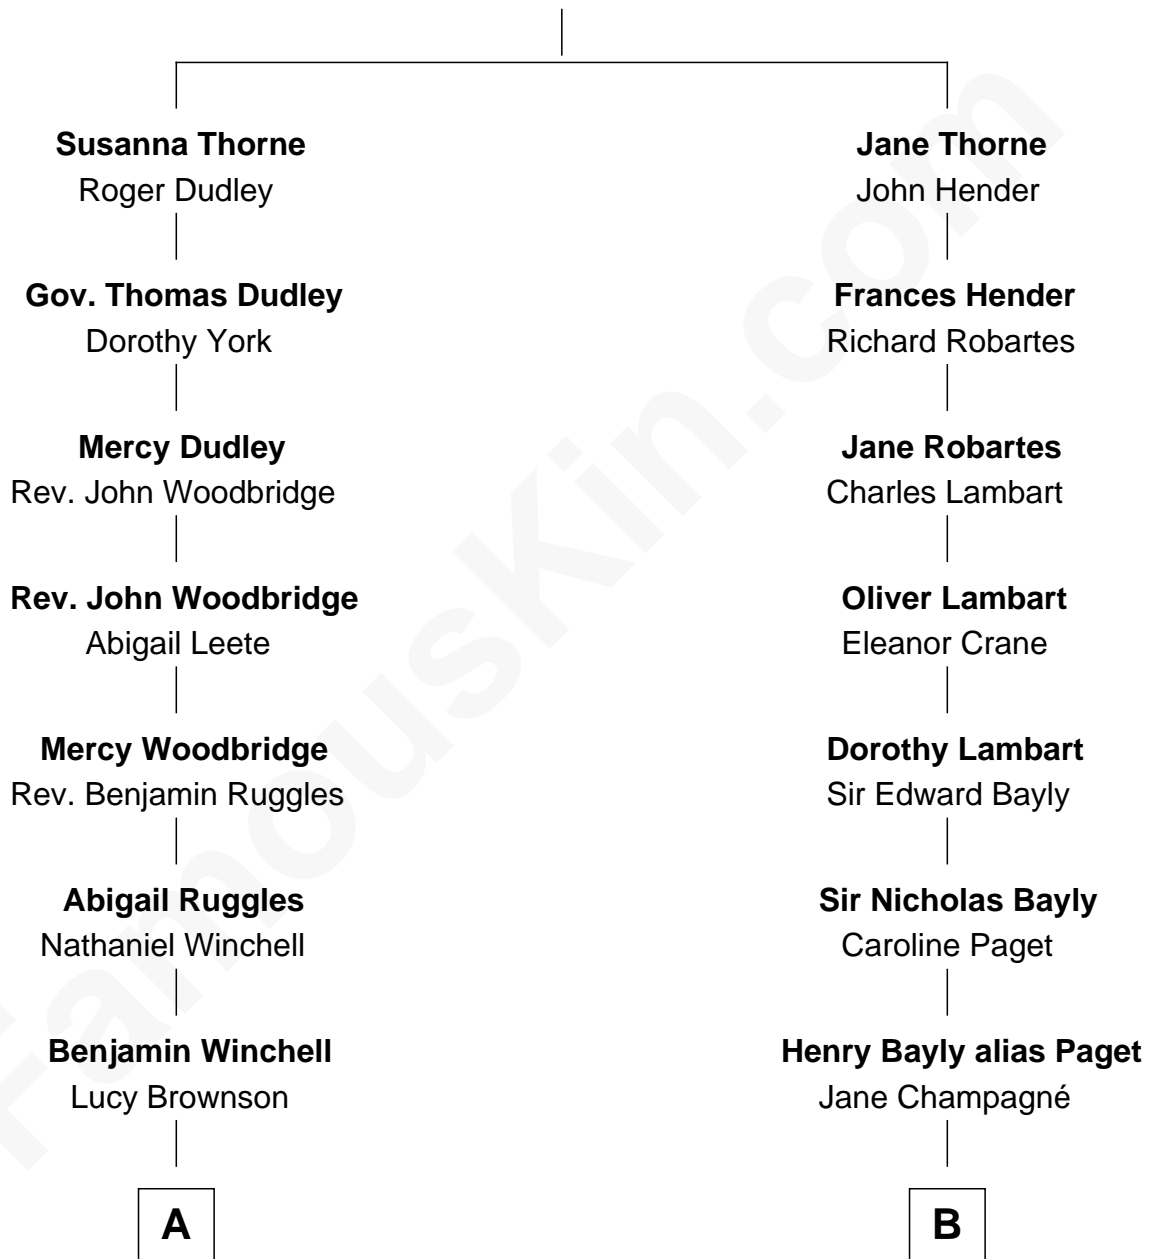 Susanna Thorne
Roger Dudley
Jane Thorne
John Hender
Gov. Thomas Dudley
Dorothy York
Frances Hender
Richard Robartes
Mercy Dudley
Rev. John Woodbridge
Jane Robartes
Charles Lambart
Rev. John Woodbridge
Abigail Leete
Oliver Lambart
Eleanor Crane
Mercy Woodbridge
Rev. Benjamin Ruggles
Dorothy Lambart
Sir Edward Bayly
Abigail Ruggles
Nathaniel Winchell
Sir Nicholas Bayly
Caroline Paget
Benjamin Winchell
Lucy Brownson
Henry Bayly alias Paget
Jane Champagné
A
B
FamousKin.com